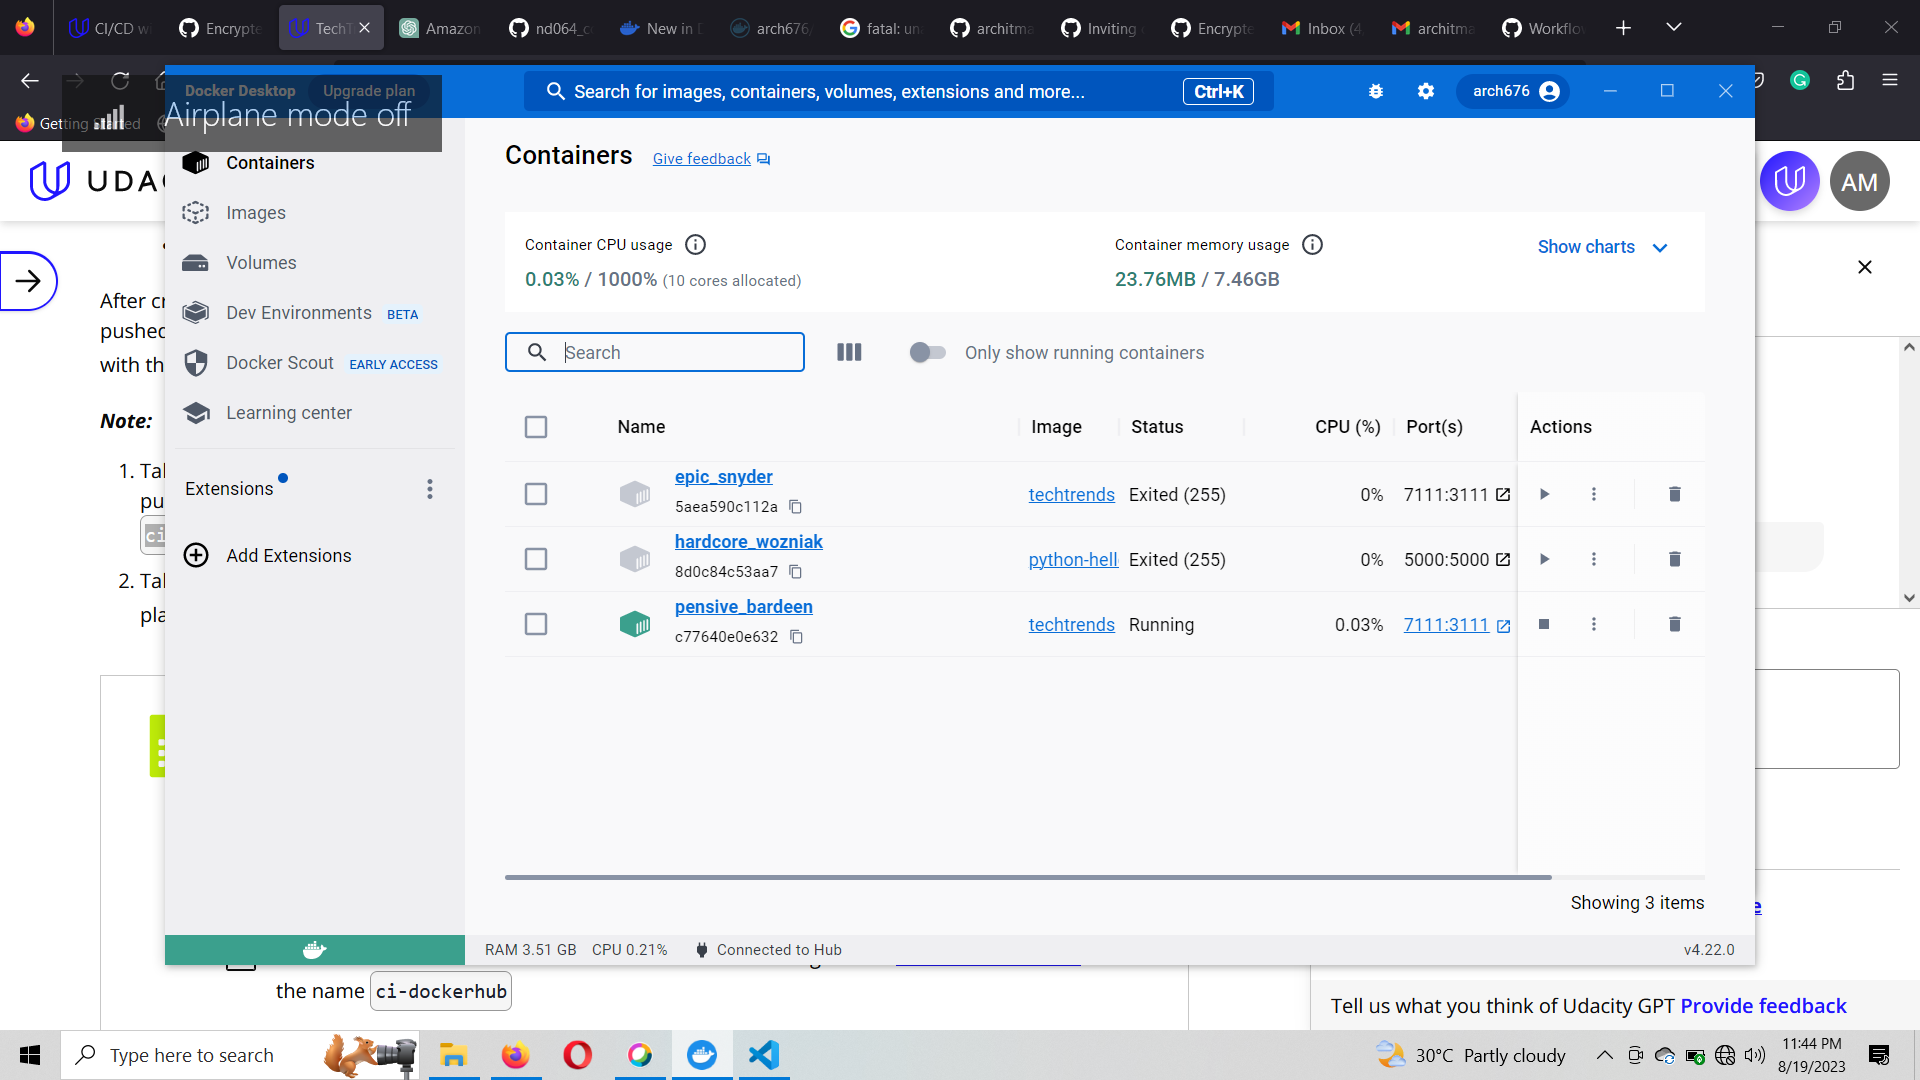 CI/CD wi
Encrypte
TechT
Amazon
nd064_c
New in D
arch676/
fatal: una
architma
Inviting
Encrypte
Inbox (4
architma
Workflo
Docker Desktop
Upgrade plan
Search for images, containers, volumes, extensions and more...
Ctrl+K
arch676
Getting Started
Airplane mode off
UDAC
AM
Containers
Images
Volumes
Dev Environments BETA
Docker Scout EARLY ACCESS
Learning center
Extensions
Add Extensions
Containers
Give feedback
Container CPU usage
0.03% / 1000% (10 cores allocated)
Container memory usage
23.76MB / 7.46GB
Show charts
Search
Only show running containers
Name Image Status CPU (%) Port(s) Actions
epic_snyder
5aea590c112a
techtrends Exited (255) 0% 7111:3111
hardcore_wozniak
8d0c84c53aa7
python-hell Exited (255) 0% 5000:5000
pensive_bardeen
c77640e0e632
techtrends Running 0.03% 7111:3111
Showing 3 items
RAM 3.51 GB CPU 0.21% Connected to Hub
v4.22.0
After cr
pushed
with th
Note:
1. Tal
pu
ci
2. Tal
pla
e
the name ci-dockerhub
Tell us what you think of Udacity GPT Provide feedback
Type here to search
30°C Partly cloudy
11:44 PM
8/19/2023